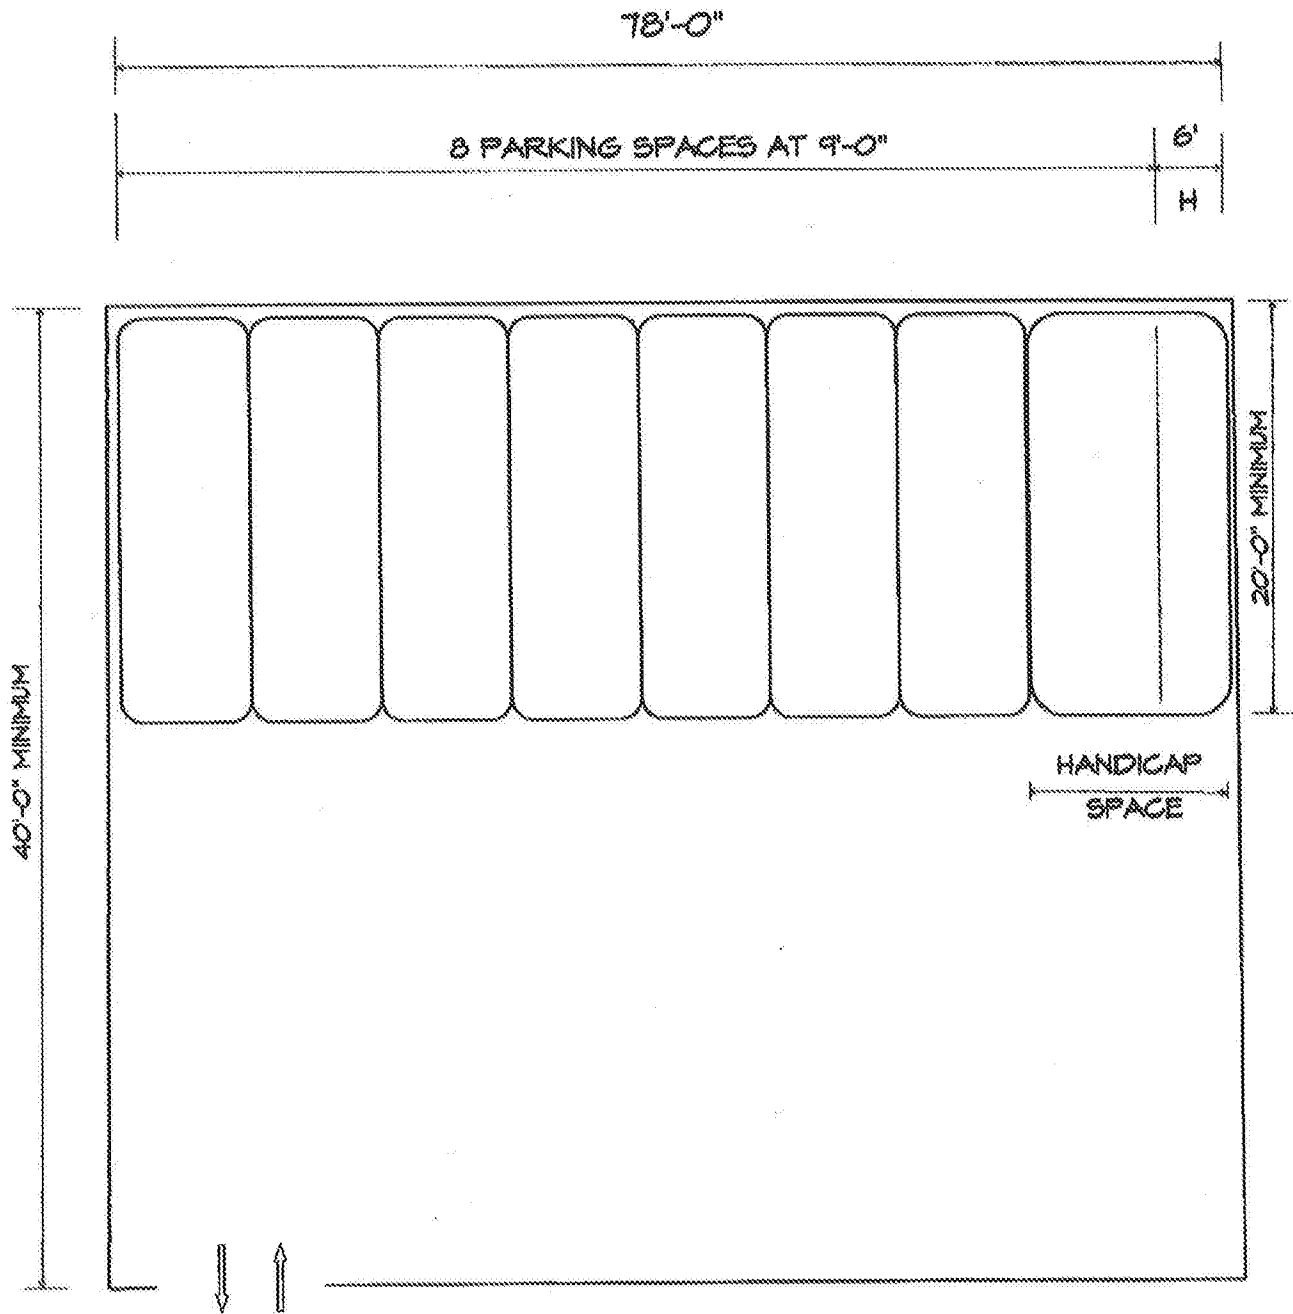 78'-0"
8 PARKING SPACES AT 9'-0"
6'
H
20'-0" MINIMUM
40'-0" MINIMUM
HANDICAP
SPACE